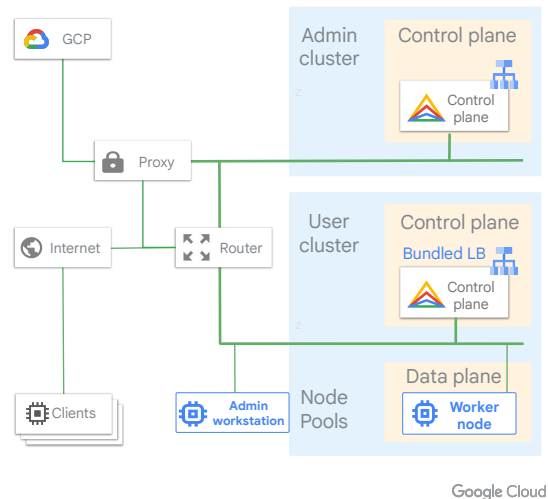 GCP
Admin
cluster
Control plane
z
Control
plane
Proxy
User
cluster
Control plane
Bundled LB
Internet
Router
Control
plane
z
Data plane
Node
Pools
Clients
Admin
workstation
Worker
node
Google Cloud